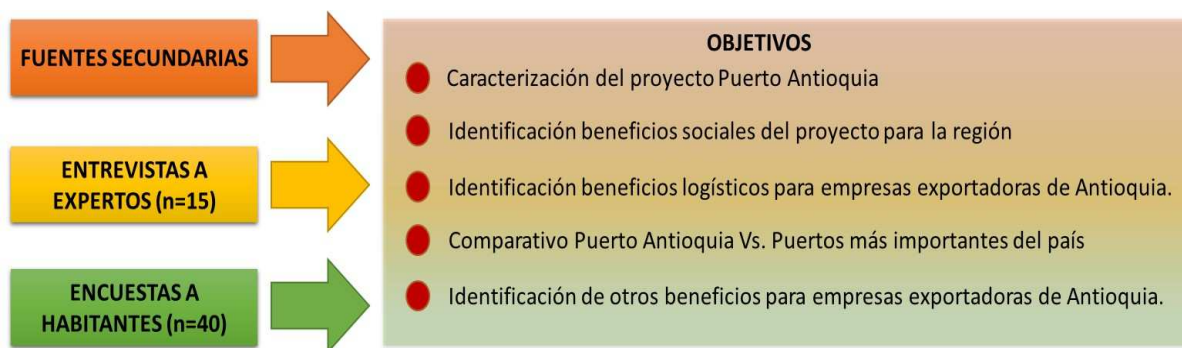 FUENTES SECUNDARIAS
ENTREVISTAS A
EXPERTOS (n=15)
ENCUESTAS A
HABITANTES (n=40)
OBJETIVOS
Caracterización del proyecto Puerto Antioquia
Identificación beneficios sociales del proyecto para la región
Identificación beneficios logísticos para empresas exportadoras de Antioquia.
Comparativo Puerto Antioquia Vs. Puertos más importantes del país
Identificación de otros beneficios para empresas exportadoras de Antioquia.